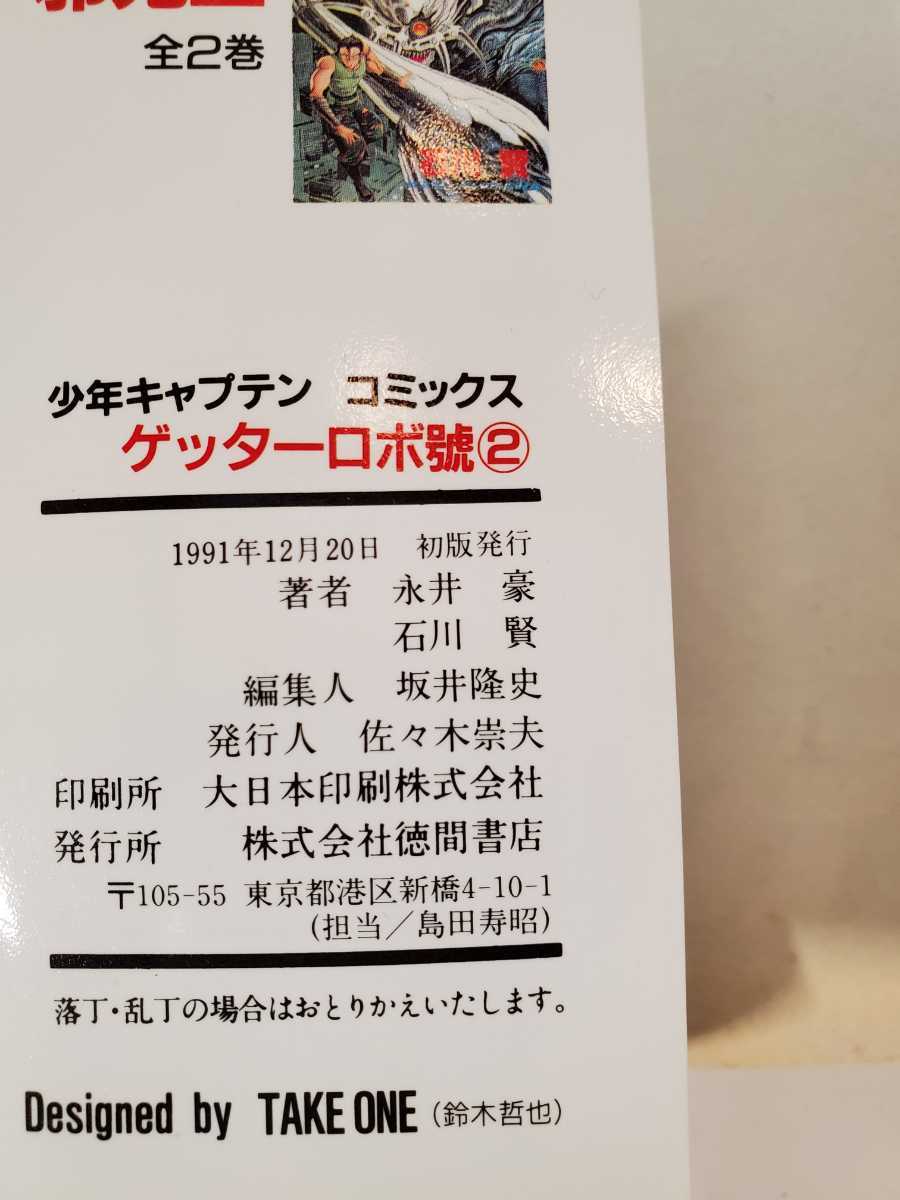 全2巻
少年キャプテン コミックス
ゲッターロボ號②
1991年12月20日 初版発行
著者 永井 豪
石川 賢
編集人 坂井隆史
発行人 佐々木崇夫
印刷所 大日本印刷株式会社
発行所 株式会社徳間書店
〒105-55 東京都港区新橋4-10-1
(担当／島田寿昭)
落丁・乱丁の場合はおとりかえいたします。
Designed by TAKE ONE (鈴木哲也)